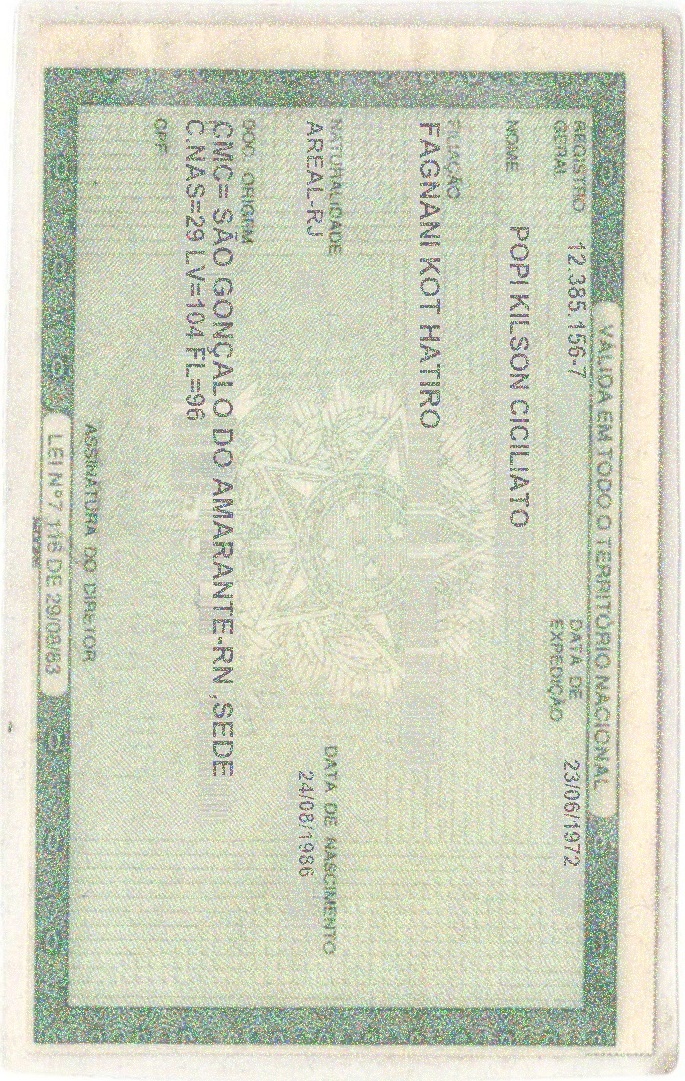 VÁLIDA EM TODO O TERRITÓRIO NACIONAL
REGISTRO GERAL 12.385.156-7 DATA DE EXPEDIÇÃO 23/06/1972
NOME POPI KILSON CICILIATO
FILIAÇÃO
FAGNANI KOT HATIRO
NATURALIDADE DATA DE NASCIMENTO
AREAL-RJ 24/08/1986
DOC. ORIGEM
CMC= SÃO GONÇALO DO AMARANTE-RN ,SEDE
C.NAS=29 LV=104 FL=96
CPF
ASSINATURA DO DIRETOR
LEI Nº 7.116 DE 29/08/83